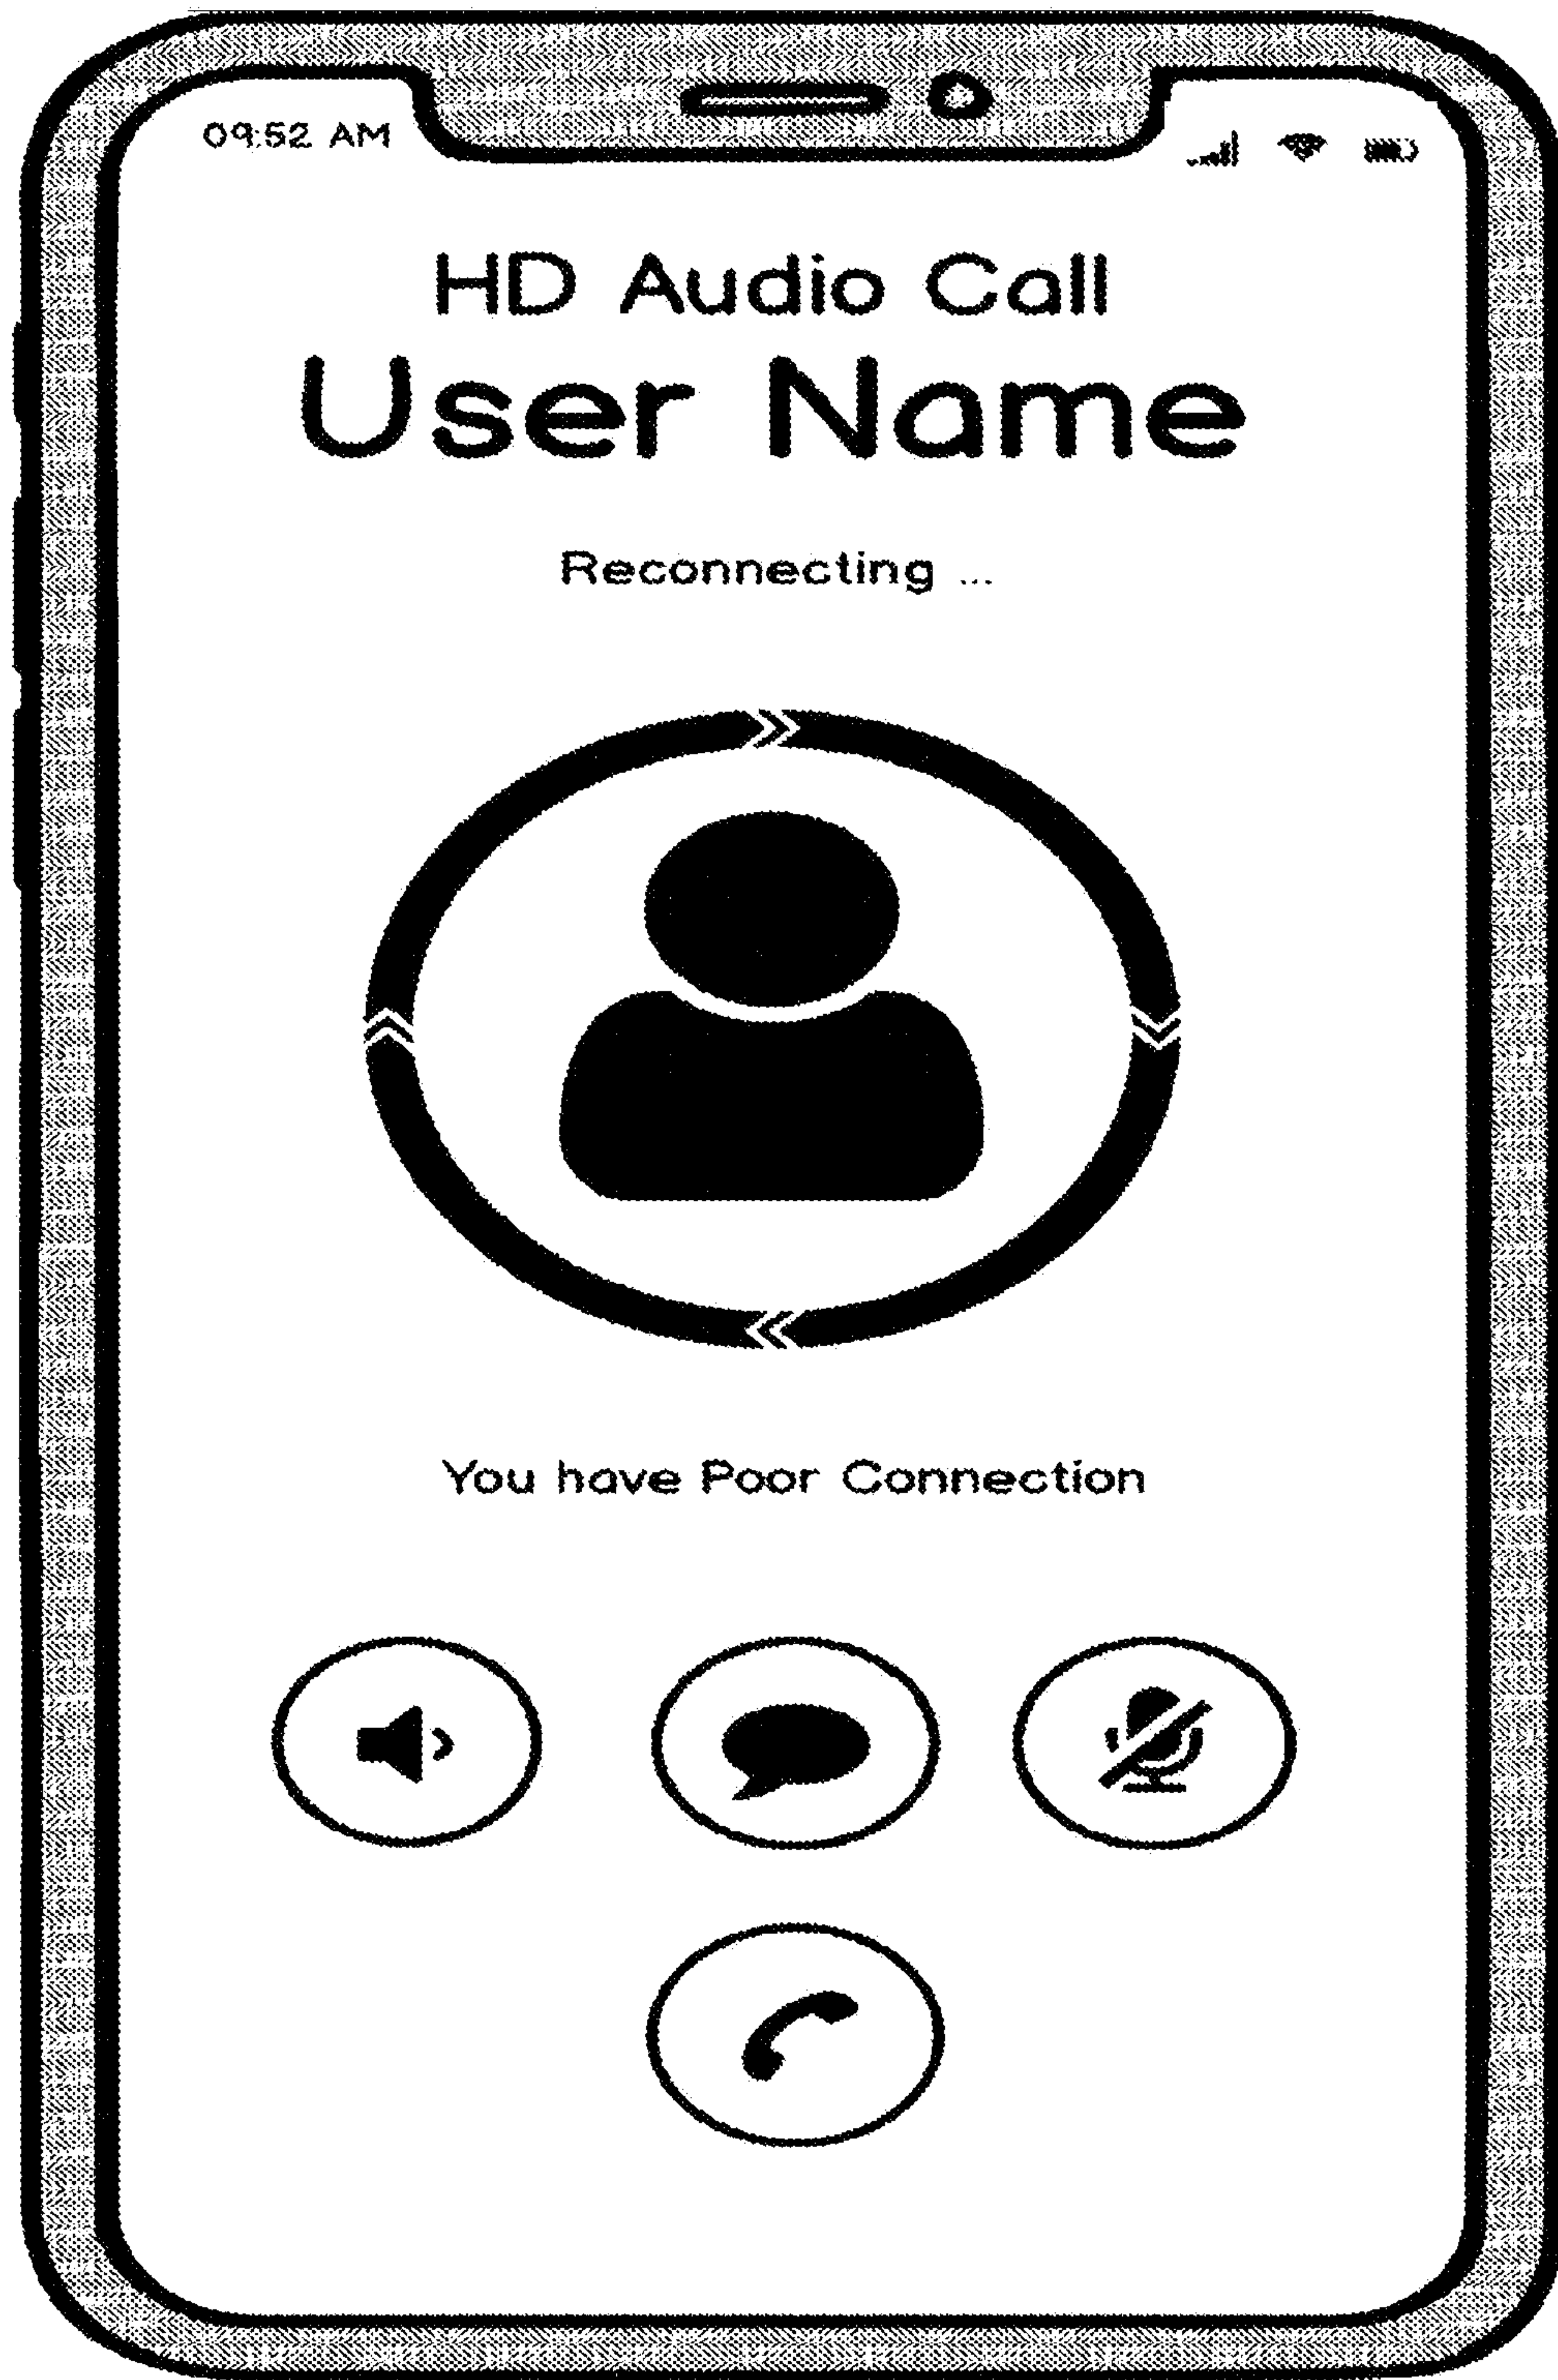 09:52 AM
HD Audio Call
User Name
Reconnecting ...
You have Poor Connection